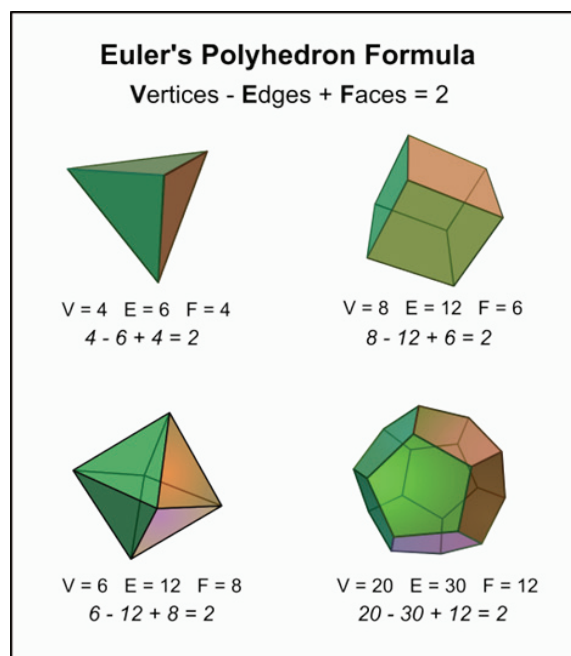 Euler's Polyhedron Formula
Vertices - Edges + Faces = 2
V = 4 E = 6 F = 4
4 - 6 + 4 = 2
V = 8 E = 12 F = 6
8 - 12 + 6 = 2
V = 6 E = 12 F = 8
6 - 12 + 8 = 2
V = 20 E = 30 F = 12
20 - 30 + 12 = 2